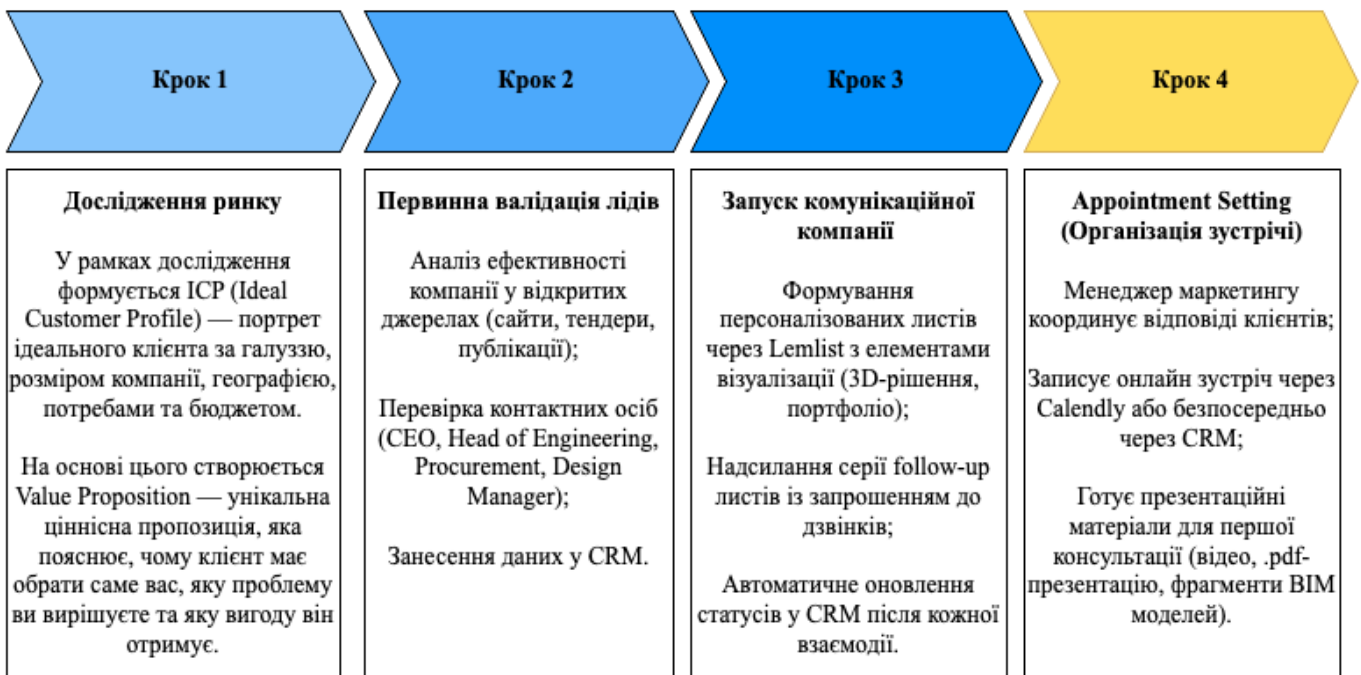 Крок 1
Крок 2
Крок 3
Крок 4
Дослідження ринку
У рамках дослідження
формується ICP (Ideal
Customer Profile) — портрет
ідеального клієнта за галуззю,
розміром компанії, географією,
потребами та бюджетом.
На основі цього створюється
Value Proposition — унікальна
ціннісна пропозиція, яка
пояснює, чому клієнт має
обрати саме вас, яку проблему
ви вирішуєте та яку вигоду він
отримує.
Первинна валідація лідів
Аналіз ефективності
компанії у відкритих
джерелах (сайти, тендери,
публікації);
Перевірка контактних осіб
(CEO, Head of Engineering,
Procurement, Design
Manager);
Занесення даних у CRM.
Запуск комунікаційної
компанії
Формування
персоналізованих листів
через Lemlist з елементами
візуалізації (3D-рішення,
портфоліо);
Надсилання серії follow-up
листів із запрошенням до
дзвінків;
Автоматичне оновлення
статусів у CRM після кожної
взаємодії.
Appointment Setting
(Організація зустрічі)
Менеджер маркетингу
координує відповіді клієнтів;
Записує онлайн зустріч через
Calendly або безпосередньо
через CRM;
Готує презентаційні
матеріали для першої
консультації (відео, .pdf-
презентацію, фрагменти BIM
моделей).